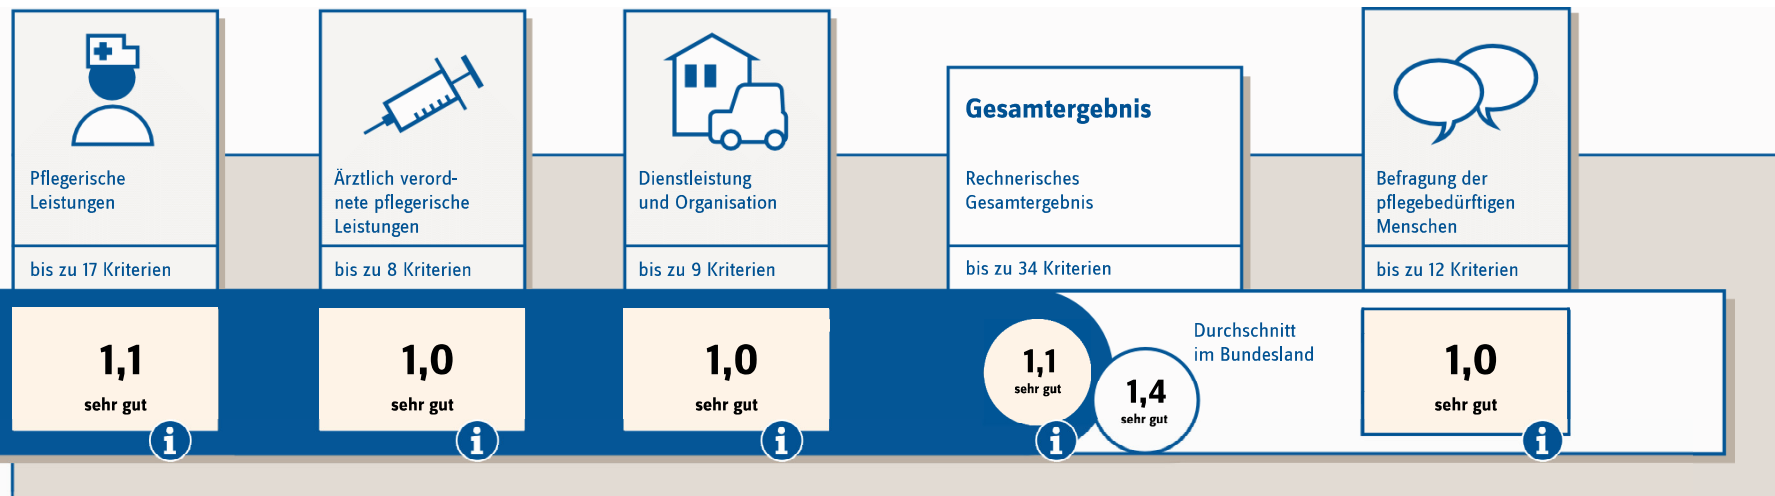 Pflegerische
Leistungen
bis zu 17 Kriterien
1,1
sehr gut
i
Ärztlich verord-
nete pflegerische
Leistungen
bis zu 8 Kriterien
1,0
sehr gut
i
Dienstleistung
und Organisation
bis zu 9 Kriterien
1,0
sehr gut
i
Gesamtergebnis
Rechnerisches
Gesamtergebnis
bis zu 34 Kriterien
1,1
sehr gut
i
1,4
sehr gut
Durchschnitt
im Bundesland
Befragung der
pflegebedürftigen
Menschen
bis zu 12 Kriterien
1,0
sehr gut
i